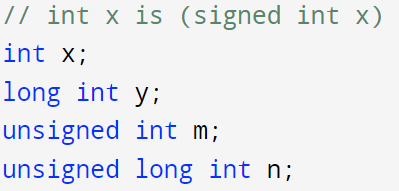 // int x is (signed int x)
int x;
long int y;
unsigned int m;
unsigned long int n;